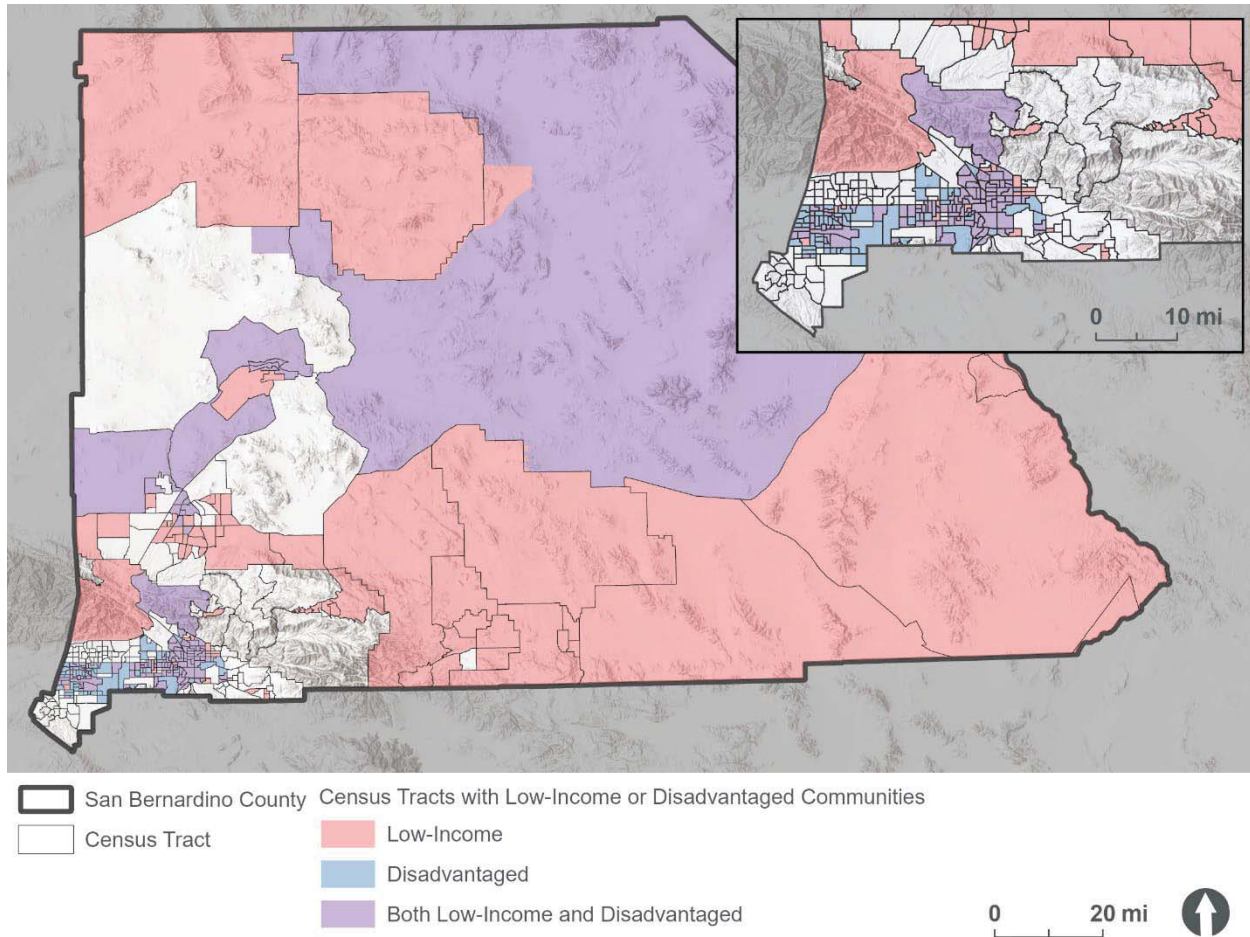 0 10 mi
San Bernardino County
Census Tract
Census Tracts with Low-Income or Disadvantaged Communities
Low-Income
Disadvantaged
Both Low-Income and Disadvantaged
0 20 mi